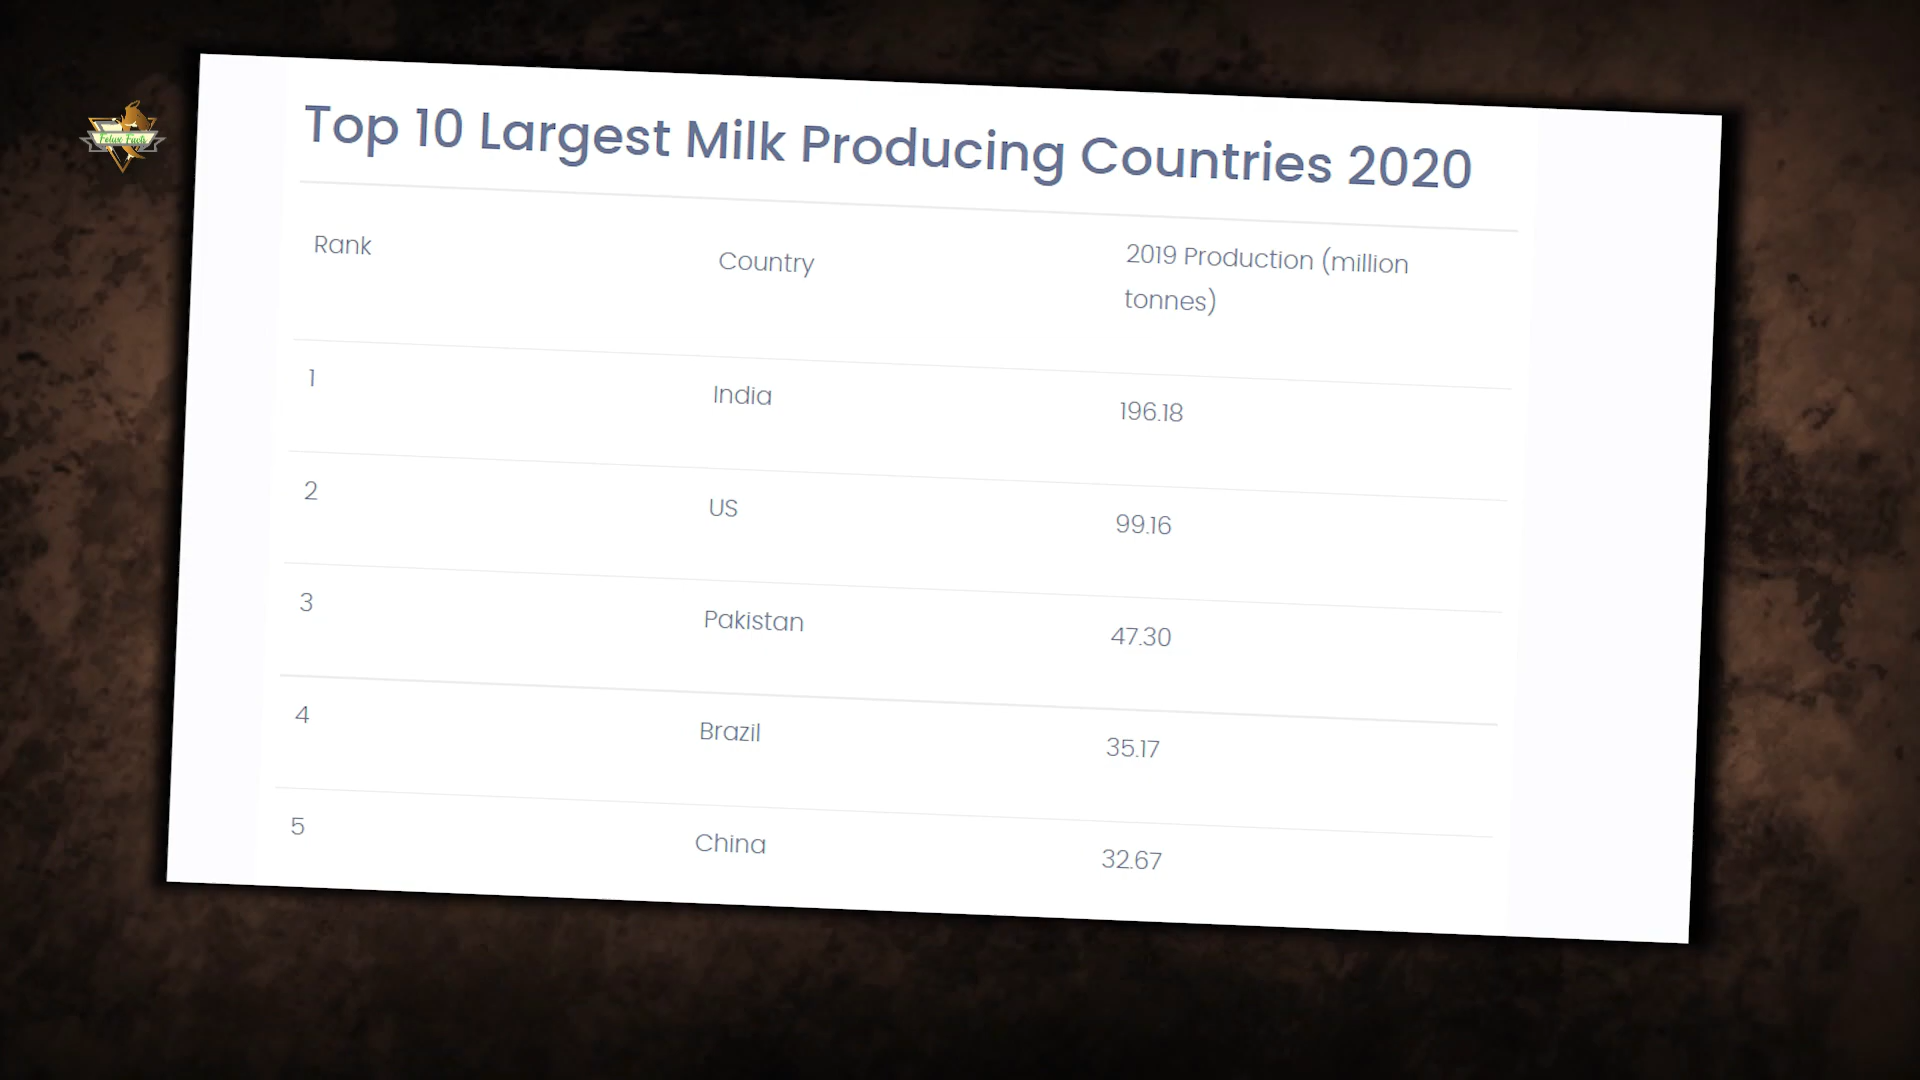 Top 10 Largest Milk Producing Countries 2020
Rank
Country
2019 Production (million
tonnes)
1
India
196.18
2
US
99.16
3
Pakistan
47.30
4
Brazil
35.17
5
China
32.67